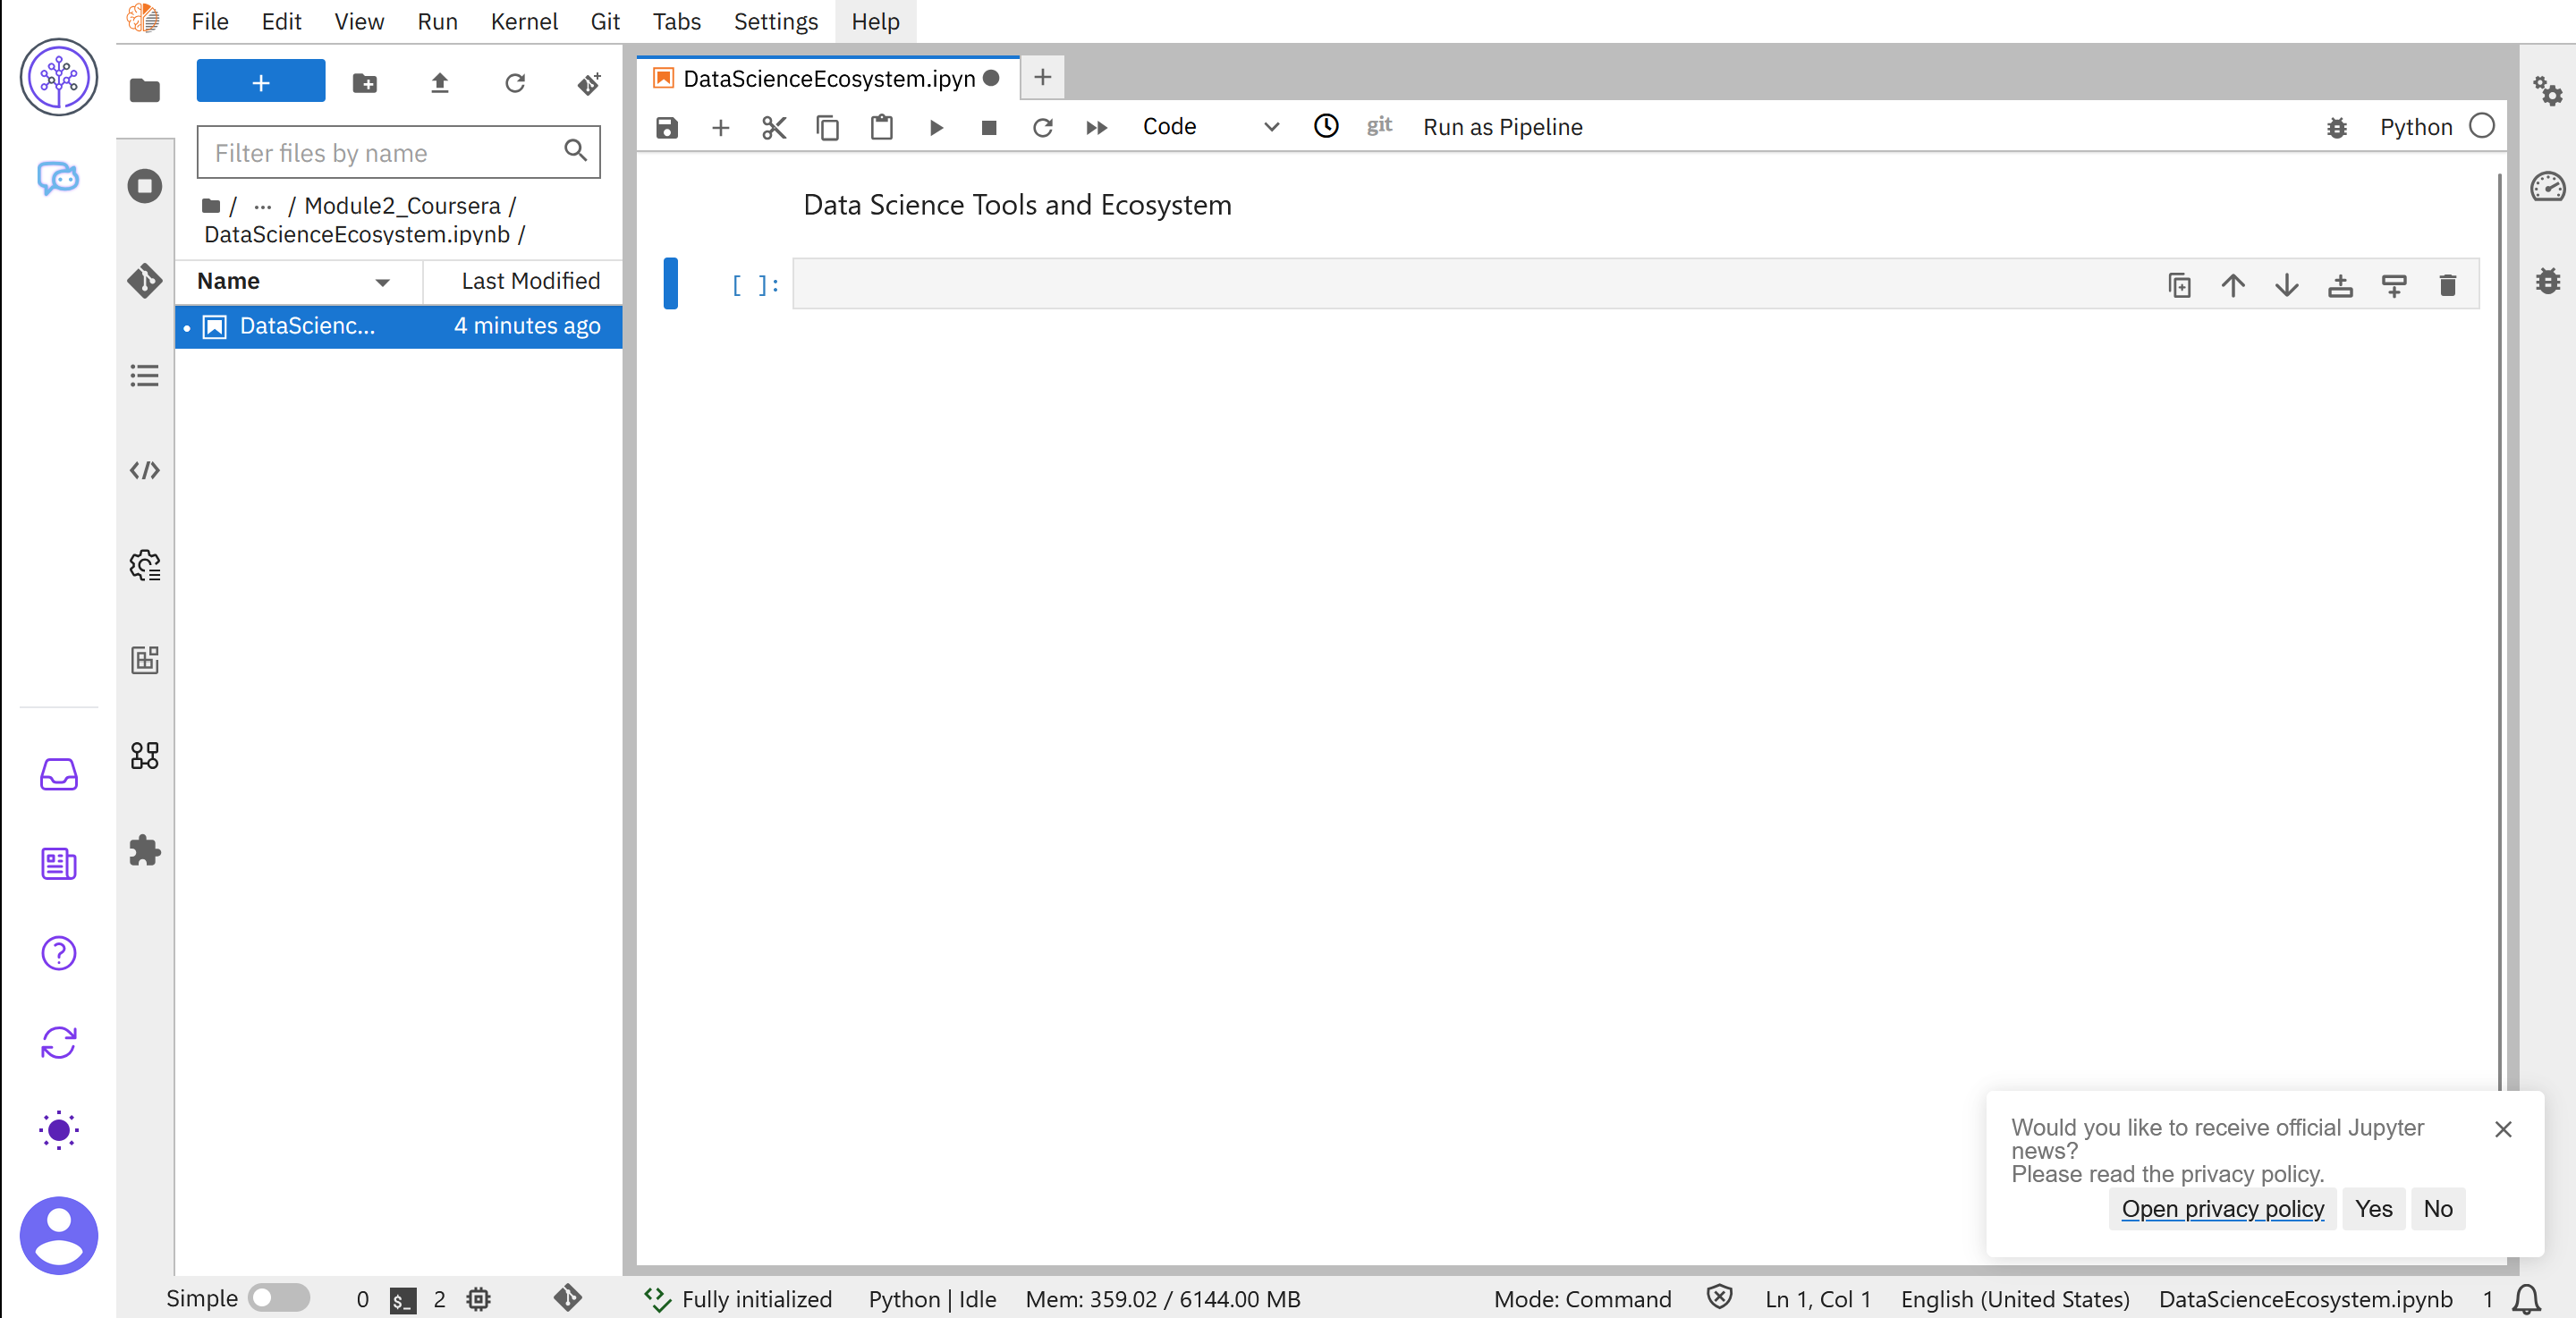 File Edit View Run Kernel Git Tabs Settings Help
+
Filter files by name
/ ... / Module2_Coursera /
DataScienceEcosystem.ipynb /
Name Last Modified
DataScienc... 4 minutes ago
DataScienceEcosystem.ipyn
Code git Run as Pipeline Python
Data Science Tools and Ecosystem
[ ]:
Would you like to receive official Jupyter
news?
Please read the privacy policy.
Open privacy policy Yes No
Simple 0 $_ 2 Fully initialized Python | Idle Mem: 359.02 / 6144.00 MB Mode: Command Ln 1, Col 1 English (United States) DataScienceEcosystem.ipynb 1